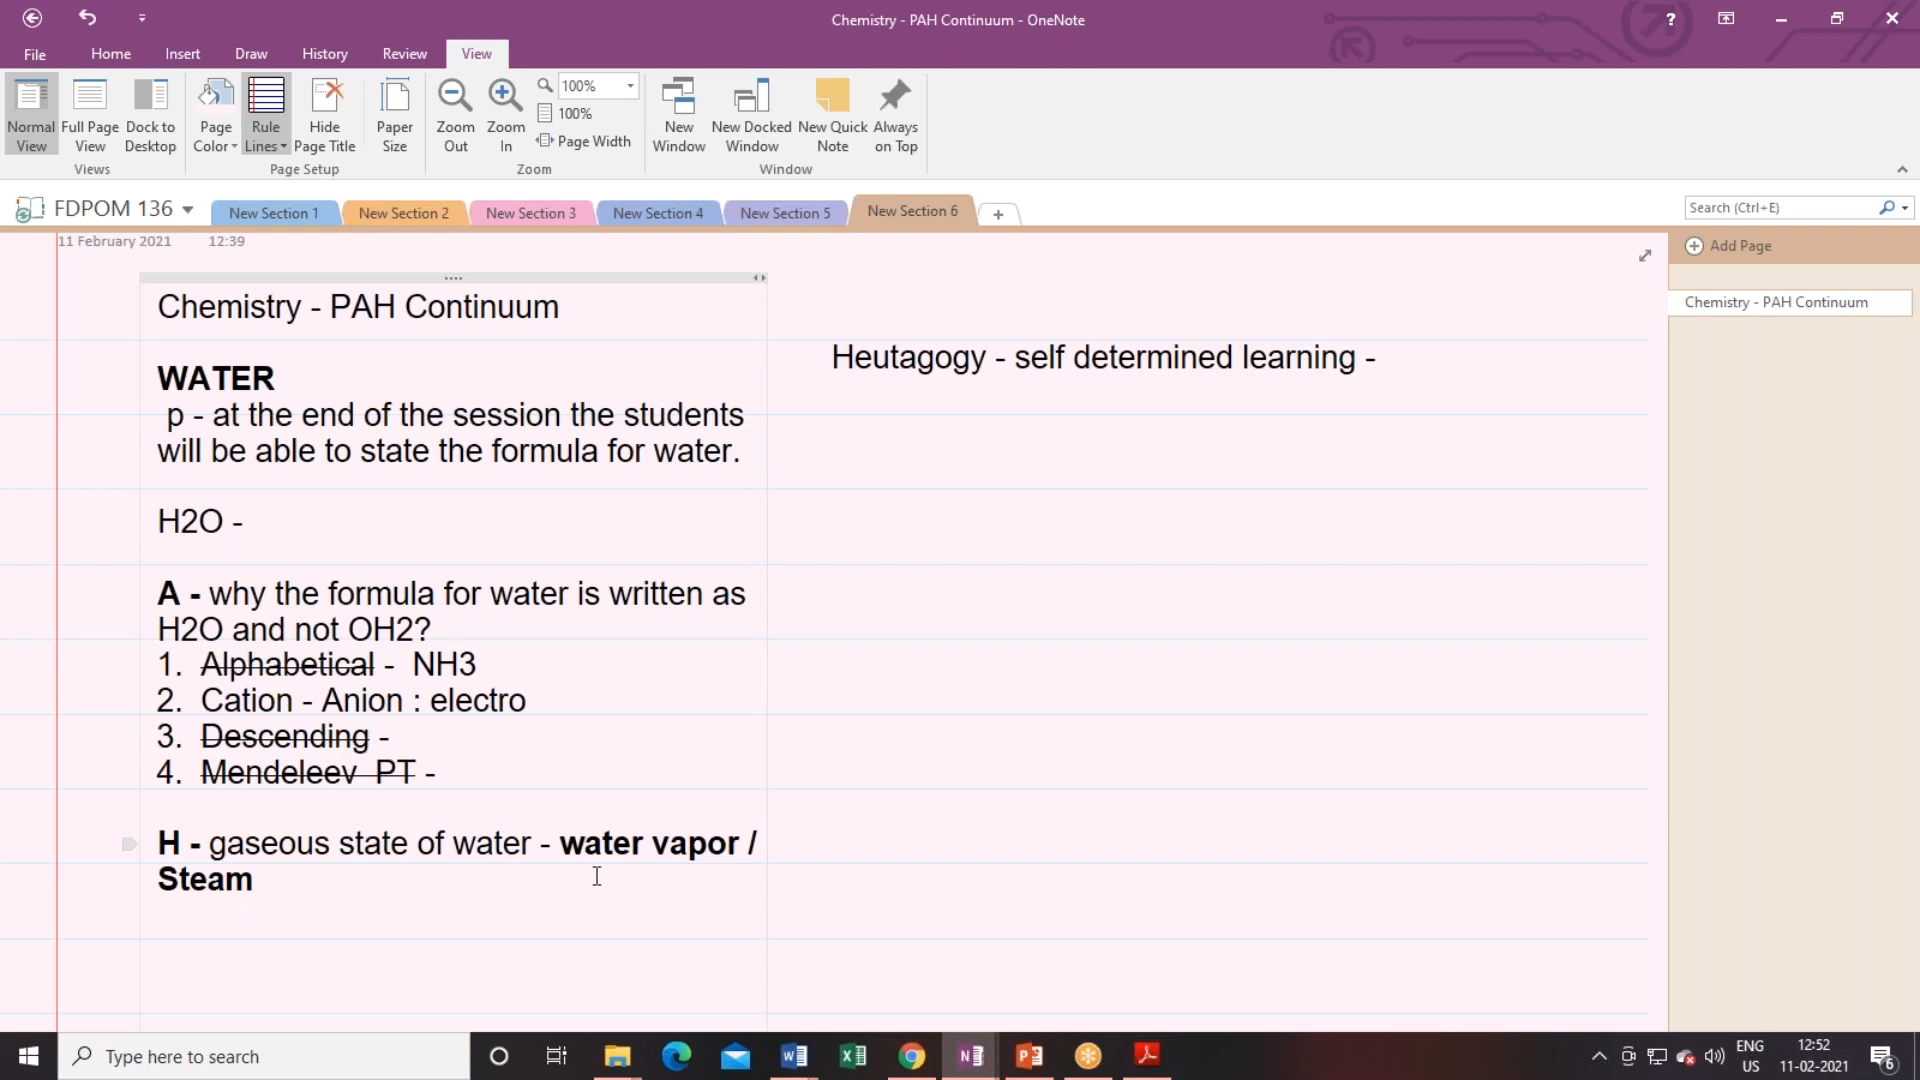 Chemistry - PAH Continuum - OneNote
?
File Home Insert Draw History Review View
Normal View
Full Page View
Dock to Desktop
Views
Page Color
Rule Lines
Hide Page Title
Page Setup
Paper Size
Zoom Out
Zoom In
100%
100%
Page Width
Zoom
New Window
New Docked Window
New Quick Note
Always on Top
Window
FDPOM 136
New Section 1
New Section 2
New Section 3
New Section 4
New Section 5
New Section 6
Search (Ctrl+E)
Add Page
Chemistry - PAH Continuum
11 February 2021 12:39
Chemistry - PAH Continuum
WATER
p - at the end of the session the students
will be able to state the formula for water.
H2O -
A - why the formula for water is written as
H2O and not OH2?
1. Alphabetical - NH3
2. Cation - Anion : electro
3. Descending -
4. Mendeleev PT -
H - gaseous state of water - water vapor /
Steam
Heutagogy - self determined learning -
Type here to search
ENG
US
12:52
11-02-2021
6